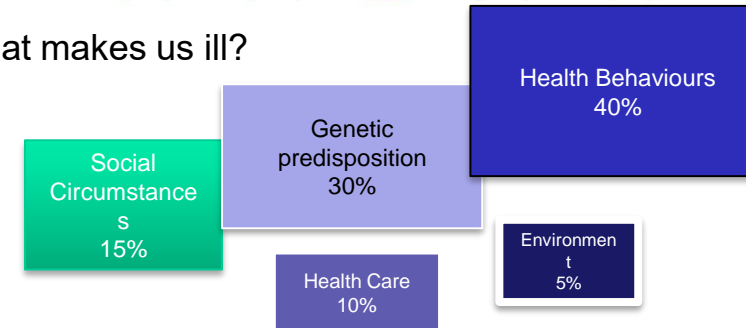 at makes us ill?
Health Behaviours
40%
Genetic
predisposition
30%
Social
Circumstance
s
15%
Environmen
t
5%
Health Care
10%